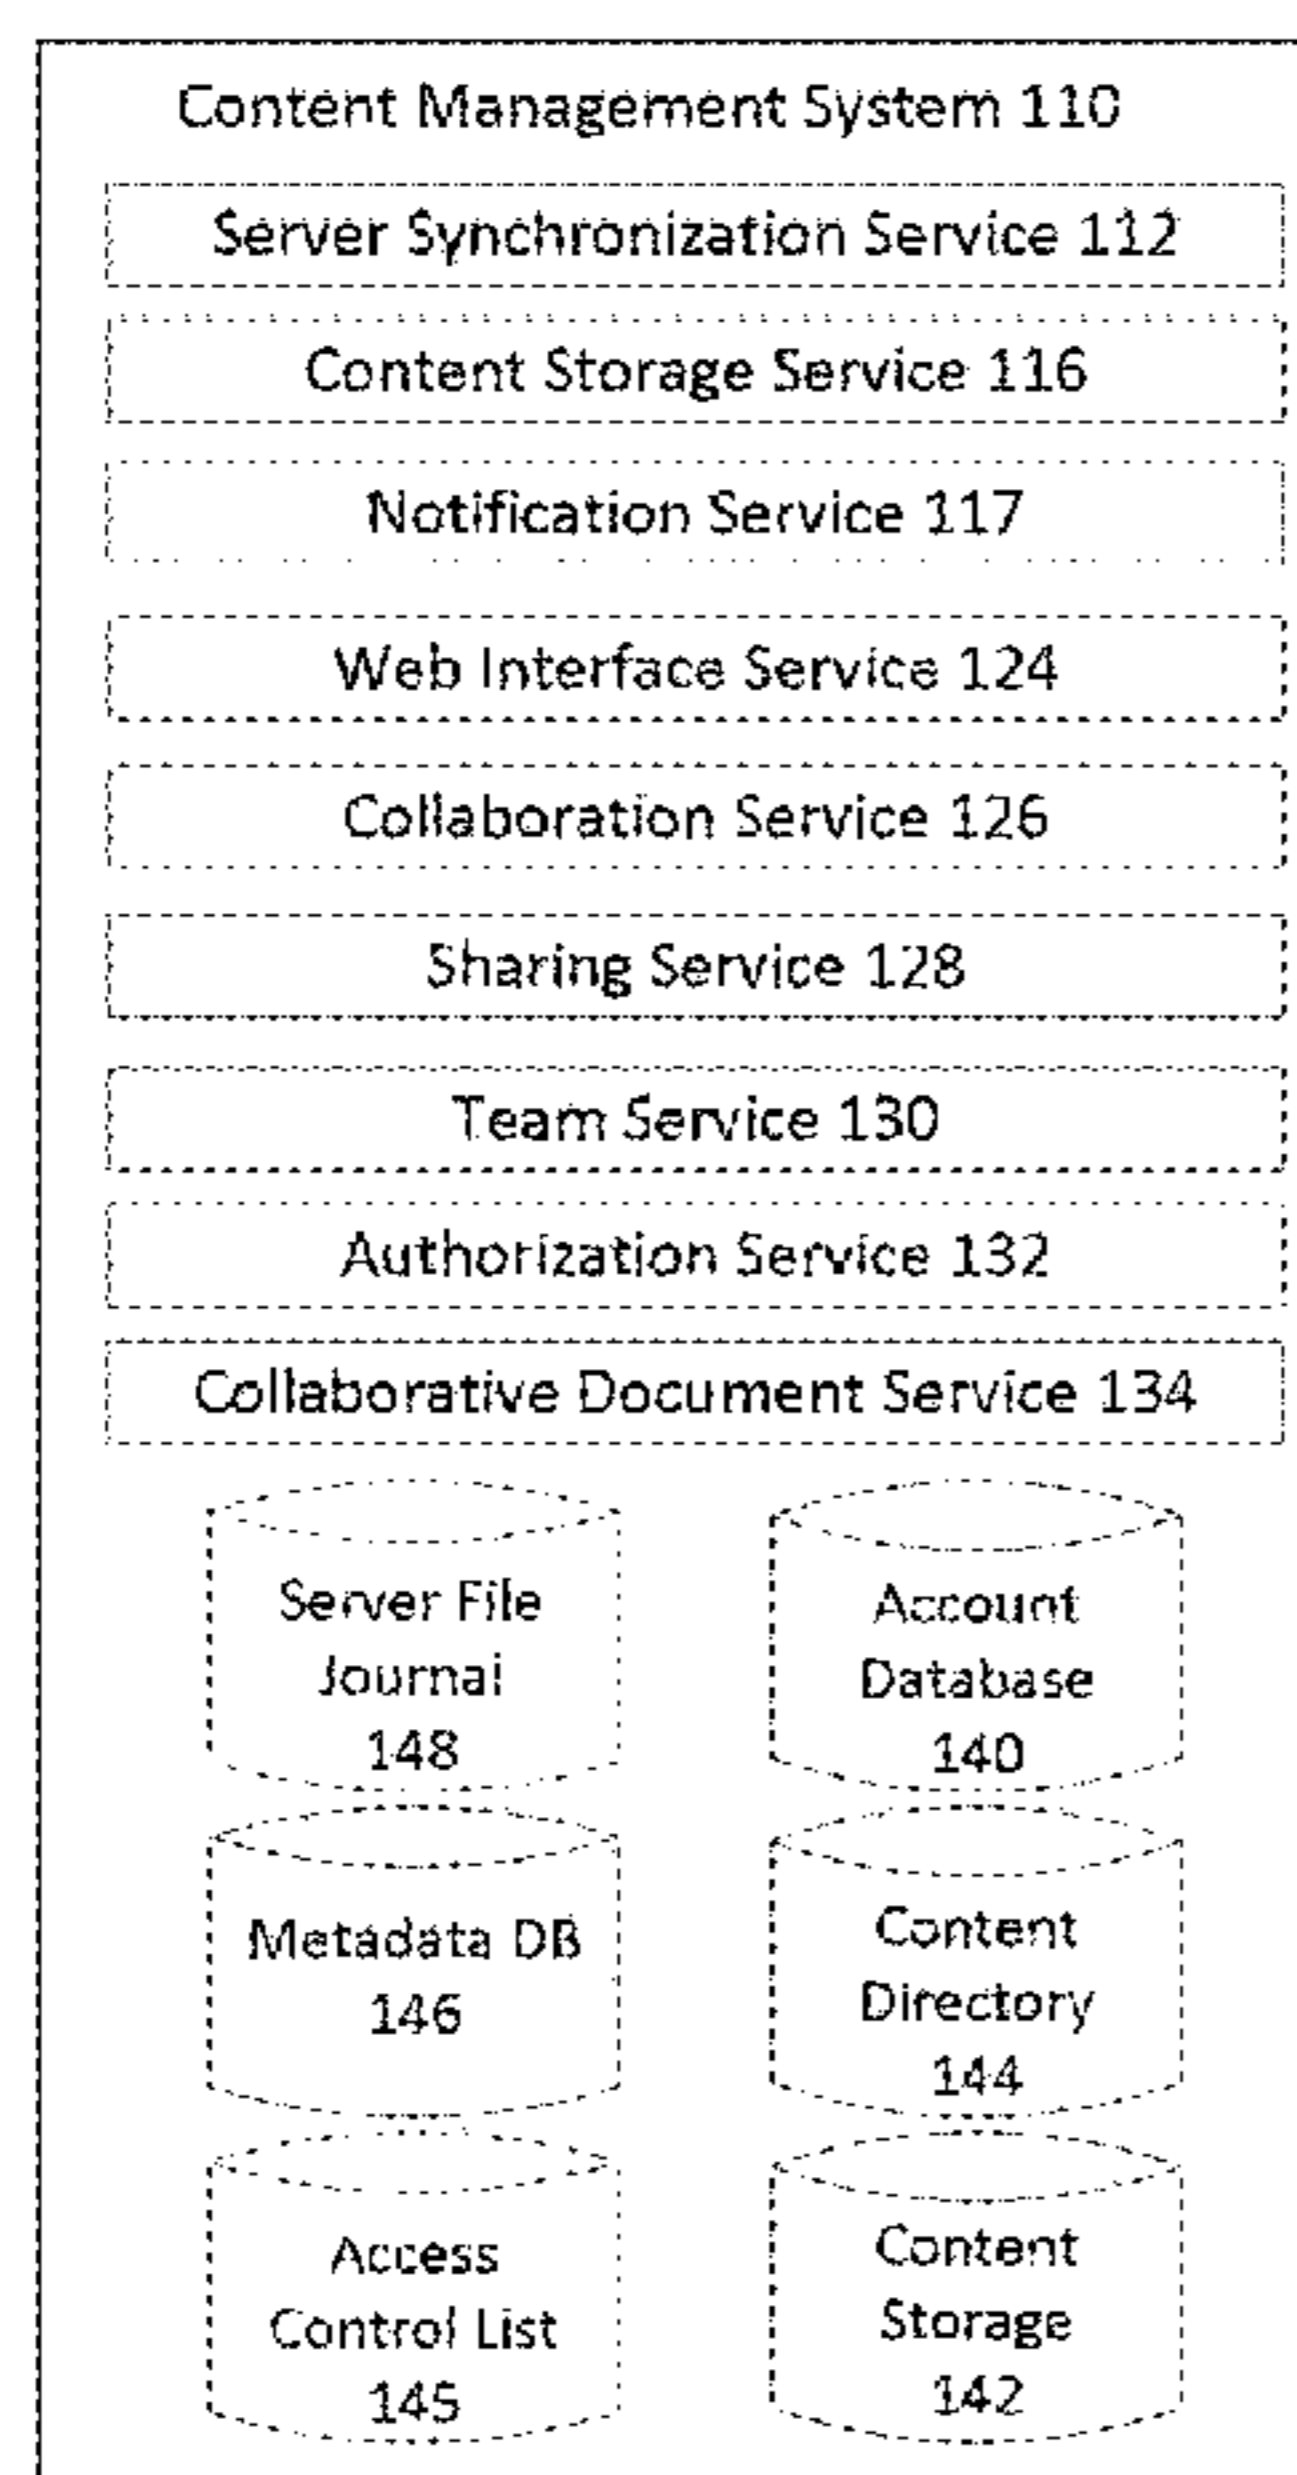 Content Management System 110
Server Synchronization Service 112
Content Storage Service 116
Notification Service 117
Web Interface Service 124
Collaboration Service 126
Sharing Service 128
Team Service 130
Authorization Service 132
Collaborative Document Service 134
Server File
Journal
148
Account
Database
140
Metadata DB
146
Content
Directory
144
Access
Control List
145
Content
Storage
142